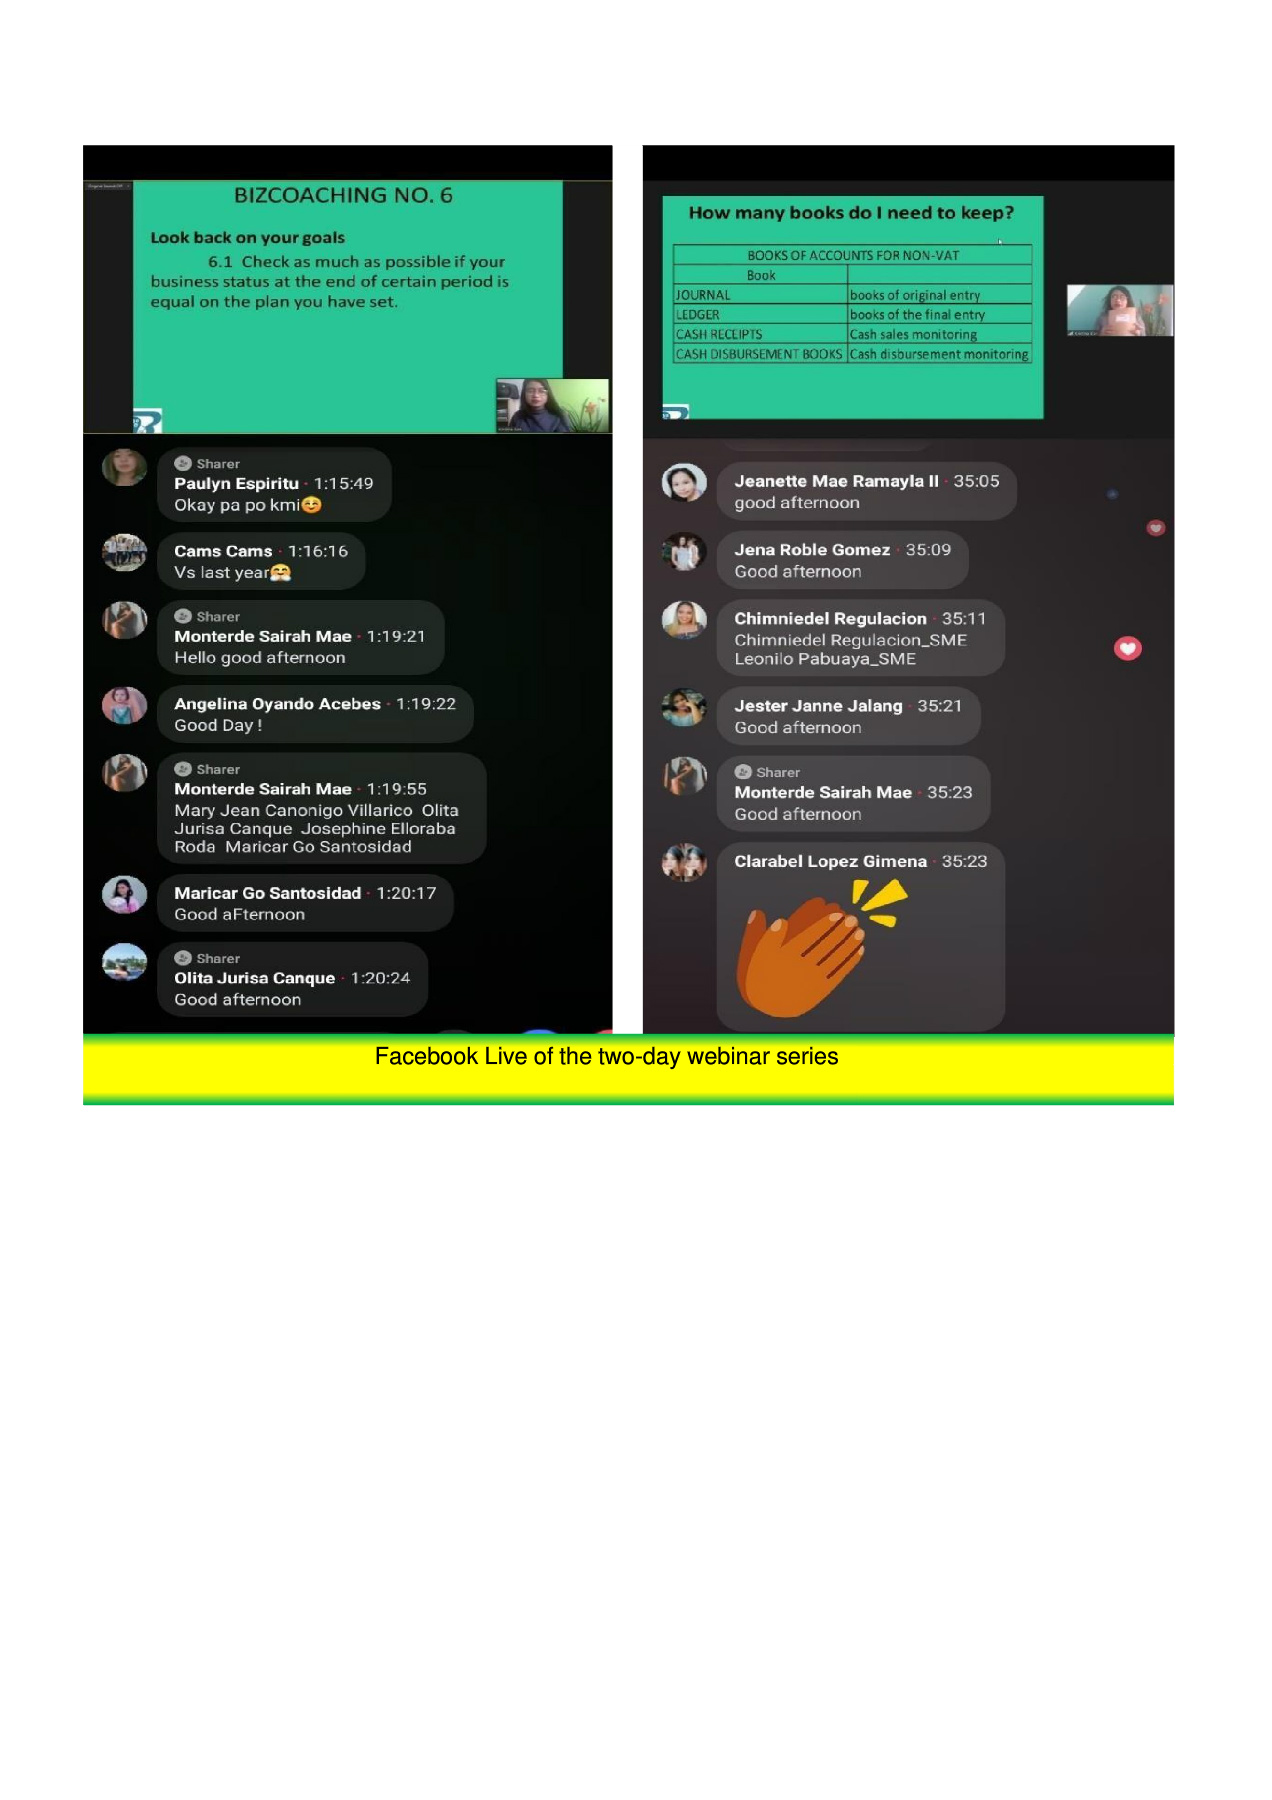 BIZCOACHING NO. 6
Look back on your goals
6.1 Check as much as possible if your
business status at the end of certain period is
equal on the plan you have set.
Sharer
Paulyn Espiritu · 1:15:49
Okay pa po kmi😊
Cams Cams · 1:16:16
Vs last year🤗
Sharer
Monterde Sairah Mae · 1:19:21
Hello good afternoon
Angelina Oyando Acebes · 1:19:22
Good Day !
Sharer
Monterde Sairah Mae · 1:19:55
Mary Jean Canonigo Villarico Olita
Jurisa Canque Josephine Elloraba
Roda Maricar Go Santosidad
Maricar Go Santosidad · 1:20:17
Good aFternoon
Sharer
Olita Jurisa Canque · 1:20:24
Good afternoon
How many books do I need to keep?
BOOKS OF ACCOUNTS FOR NON-VAT
Book
JOURNAL books of original entry
LEDGER books of the final entry
CASH RECEIPTS Cash sales monitoring
CASH DISBURSEMENT BOOKS Cash disbursement monitoring
Jeanette Mae Ramayla II · 35:05
good afternoon
Jena Roble Gomez · 35:09
Good afternoon
Chimniedel Regulacion · 35:11
Chimniedel Regulacion_SME
Leonilo Pabuaya_SME
Jester Janne Jalang · 35:21
Good afternoon
Sharer
Monterde Sairah Mae · 35:23
Good afternoon
Clarabel Lopez Gimena · 35:23
Facebook Live of the two-day webinar series